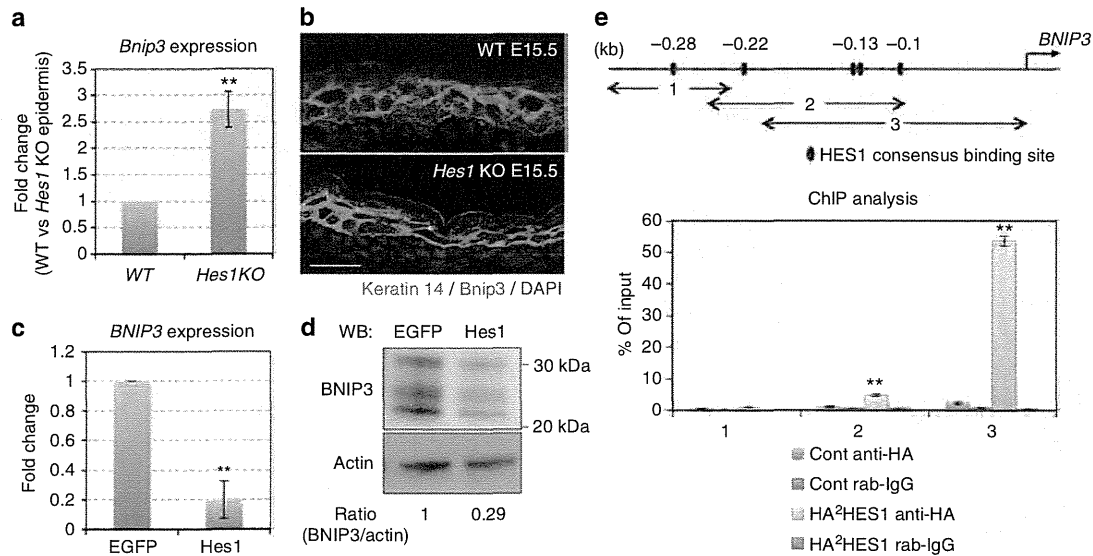 a
Bnip3 expression
Fold change
(WT vs Hes1 KO epidermis)
3.5
3
2.5
2
1.5
1
0.5
0
**
WT
Hes1KO
b
WT E15.5
Hes1 KO E15.5
Keratin 14 / Bnip3 / DAPI
c
BNIP3 expression
Fold change
1.2
1
0.8
0.6
0.4
0.2
0
**
EGFP
Hes1
d
WB:
EGFP
Hes1
BNIP3
30 kDa
20 kDa
Actin
Ratio
1
0.29
(BNIP3/actin)
e
(kb)
–0.28
–0.22
–0.13
–0.1
BNIP3
1
2
3
HES1 consensus binding site
ChIP analysis
% Of input
60
50
40
30
20
10
0
**
**
1
2
3
Cont anti-HA
Cont rab-IgG
HA²HES1 anti-HA
HA²HES1 rab-IgG